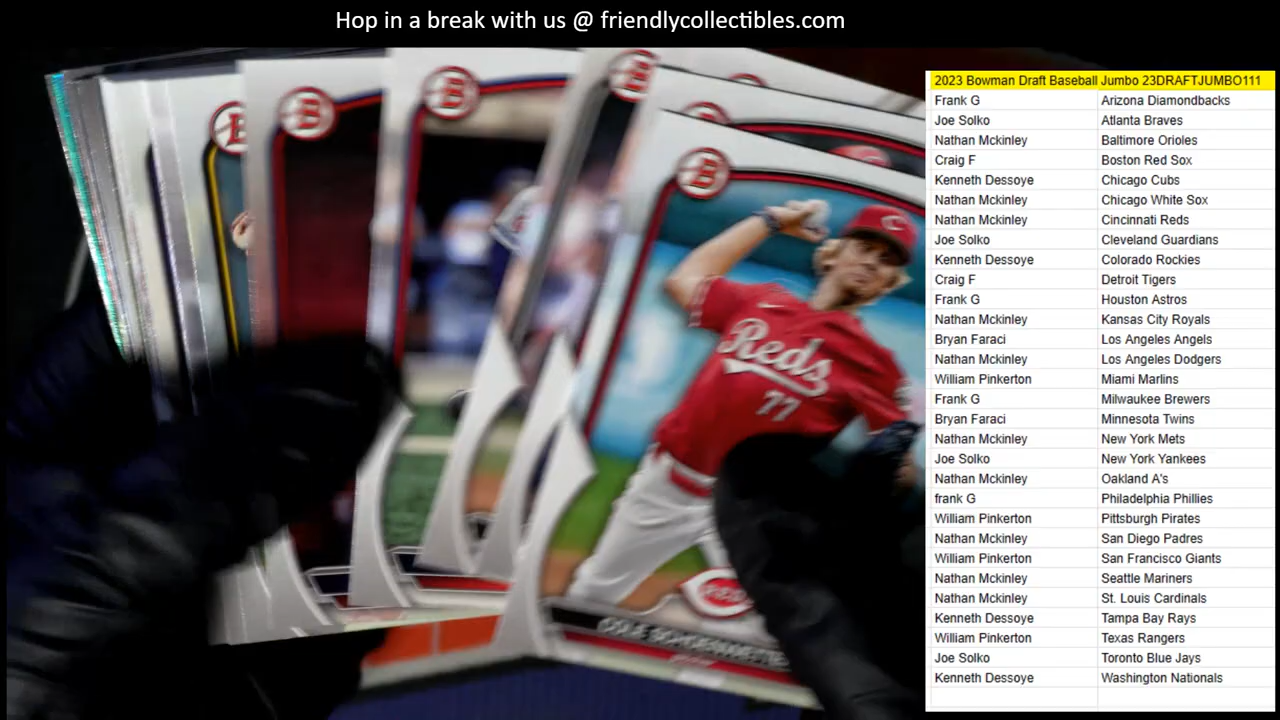 Hop in a break with us @ friendlycollectibles.com
2023 Bowman Draft Baseball Jumbo 23DRAFTJUMBO111
Frank G Arizona Diamondbacks
Joe Solko Atlanta Braves
Nathan Mckinley Baltimore Orioles
Craig F Boston Red Sox
Kenneth Dessoye Chicago Cubs
Nathan Mckinley Chicago White Sox
Nathan Mckinley Cincinnati Reds
Joe Solko Cleveland Guardians
Kenneth Dessoye Colorado Rockies
Craig F Detroit Tigers
Frank G Houston Astros
Nathan Mckinley Kansas City Royals
Bryan Faraci Los Angeles Angels
Nathan Mckinley Los Angeles Dodgers
William Pinkerton Miami Marlins
Frank G Milwaukee Brewers
Bryan Faraci Minnesota Twins
Nathan Mckinley New York Mets
Joe Solko New York Yankees
Nathan Mckinley Oakland A's
frank G Philadelphia Phillies
William Pinkerton Pittsburgh Pirates
Nathan Mckinley San Diego Padres
William Pinkerton San Francisco Giants
Nathan Mckinley Seattle Mariners
Nathan Mckinley St. Louis Cardinals
Kenneth Dessoye Tampa Bay Rays
William Pinkerton Texas Rangers
Joe Solko Toronto Blue Jays
Kenneth Dessoye Washington Nationals
B
B
B
B
B
C
Reds
77
REDS
COLE